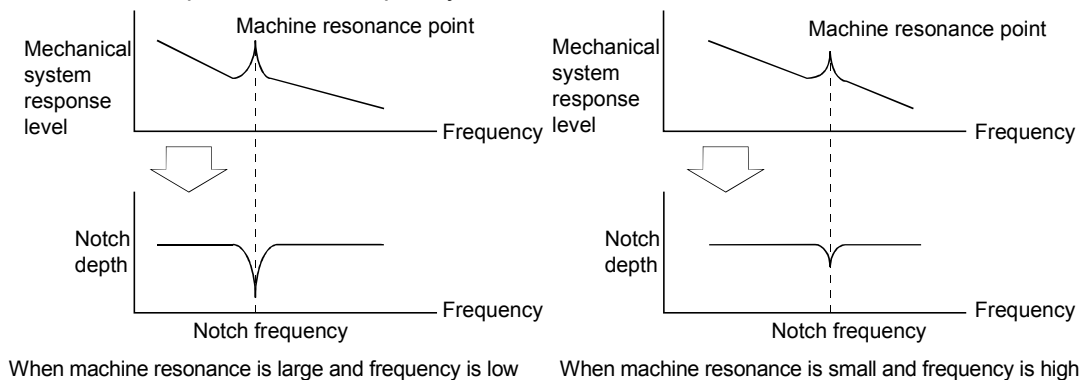 Machine resonance point
Mechanical
system
response
level
Frequency
Notch
depth
Frequency
Notch frequency
When machine resonance is large and frequency is low
Machine resonance point
Mechanical
system
response
level
Frequency
Notch
depth
Frequency
Notch frequency
When machine resonance is small and frequency is high